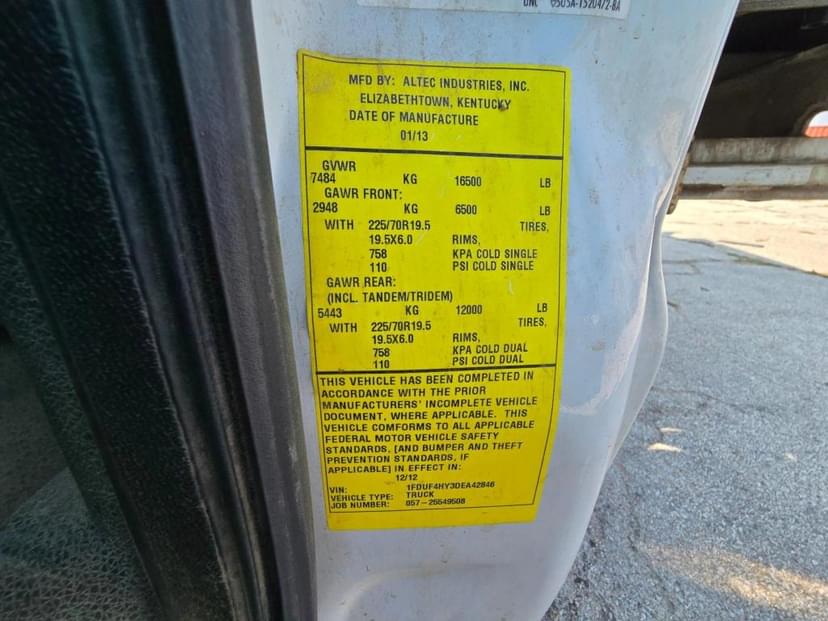 MFD BY: ALTEC INDUSTRIES, INC.
ELIZABETHTOWN, KENTUCKY
DATE OF MANUFACTURE
01/13
GVWR
7484 KG 16500 LB
GAWR FRONT:
2948 KG 6500 LB
WITH 225/70R19.5 TIRES,
19.5X6.0 RIMS,
758 KPA COLD SINGLE
110 PSI COLD SINGLE
GAWR REAR:
(INCL. TANDEM/TRIDEM)
5443 KG 12000 LB
WITH 225/70R19.5 TIRES,
19.5X6.0 RIMS,
758 KPA COLD DUAL
110 PSI COLD DUAL
THIS VEHICLE HAS BEEN COMPLETED IN
ACCORDANCE WITH THE PRIOR
MANUFACTURERS' INCOMPLETE VEHICLE
DOCUMENT, WHERE APPLICABLE. THIS
VEHICLE COMFORMS TO ALL APPLICABLE
FEDERAL MOTOR VEHICLE SAFETY
STANDARDS, [AND BUMPER AND THEFT
PREVENTION STANDARDS, IF
APPLICABLE] IN EFFECT IN:
12/12
VIN: 1FDUF4HY3DEA42846
VEHICLE TYPE: TRUCK
JOB NUMBER: 057-25549508